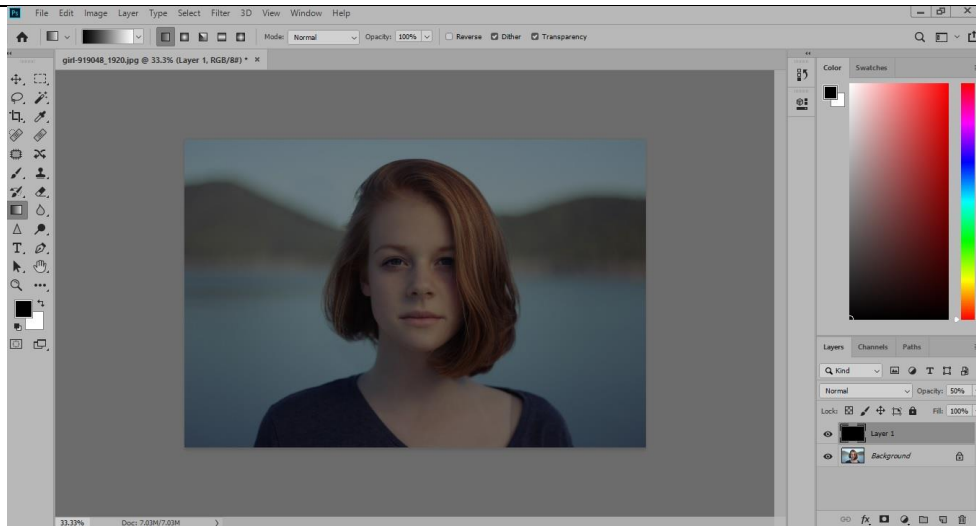 Ps File Edit Image Layer Type Select Filter 3D View Window Help
Mode: Normal Opacity: 100% Reverse Dither Transparency
girl-919048_1920.jpg @ 33.3% (Layer 1, RGB/8#) * ×
Color Swatches
Layers Channels Paths
Kind
Normal Opacity: 50%
Lock: Fill: 100%
Layer 1
Background
33.33% Doc: 7.03M/7.03M >